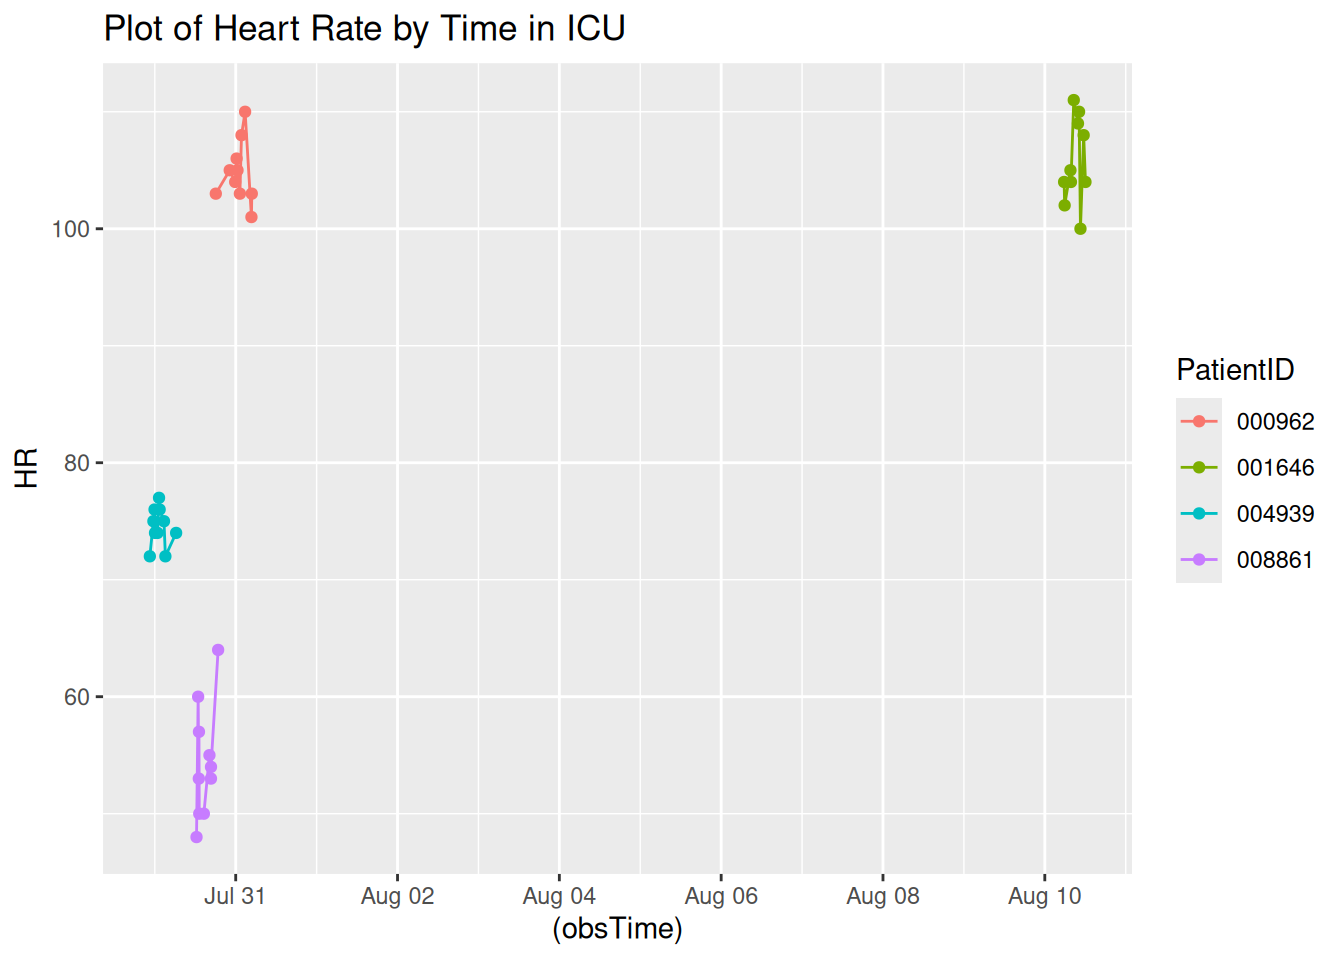 Plot of Heart Rate by Time in ICU
HR
100
80
60
Jul 31 Aug 02 Aug 04 Aug 06 Aug 08 Aug 10
(obsTime)
PatientID
000962
001646
004939
008861